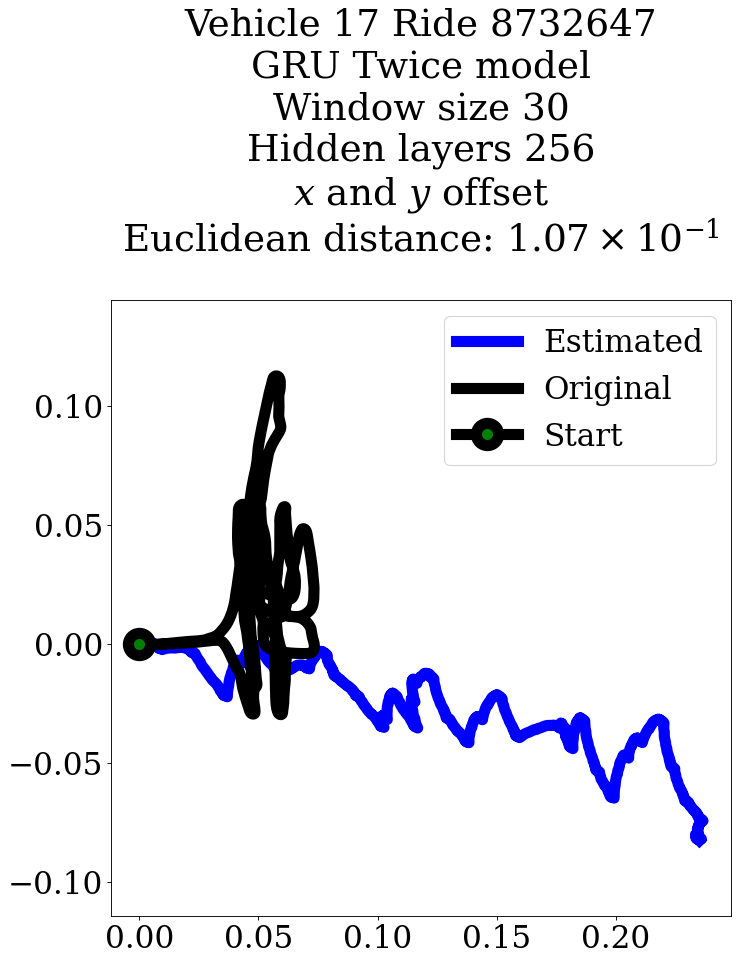 Vehicle 17 Ride 8732647
GRU Twice model
Window size 30
Hidden layers 256
x and y offset
Euclidean distance: 1.07 × 10⁻¹
Estimated
Original
Start
0.10
0.05
0.00
−0.05
−0.10
0.00 0.05 0.10 0.15 0.20